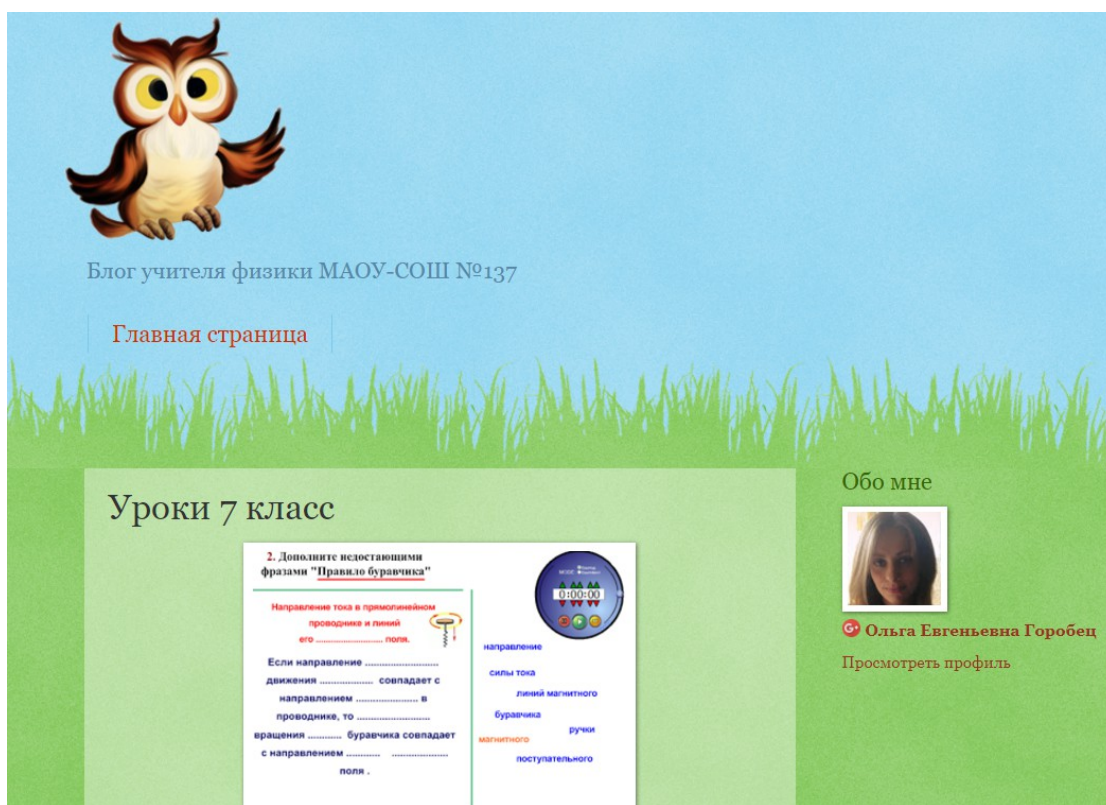 Блог учителя физики МАОУ-СОШ №137
Главная страница
Уроки 7 класс
2. Дополните недостающими
фразами "Правило буравчика"
Направление тока в прямолинейном
проводнике и линий
его ........................... поля.
Если направление ...........................
движения .................... совпадает с
направлением ....................... в
проводнике, то ...........................
вращения ............. буравчика совпадает
с направлением ............. .....................
поля .
MODE
0:00:00
направление
силы тока
линий магнитного
буравчика
ручки
магнитного
поступательного
Обо мне
Ольга Евгеньевна Горобец
Просмотреть профиль